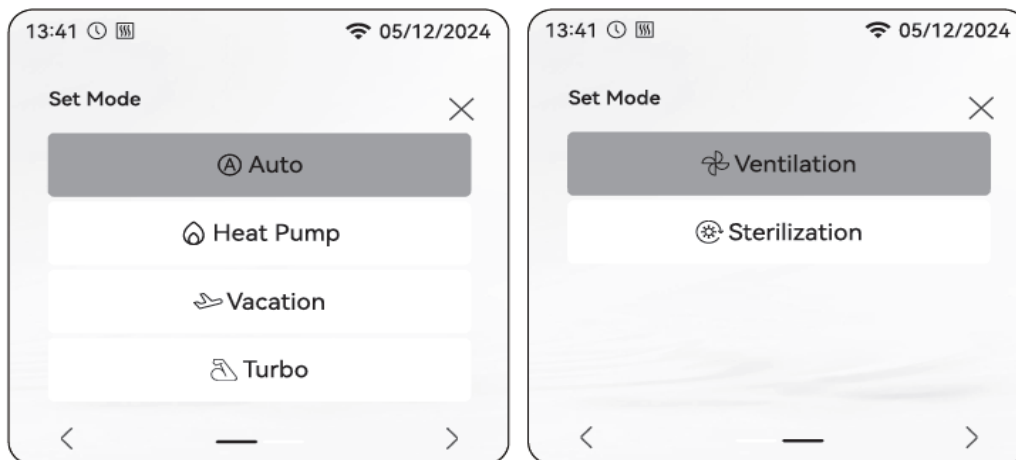 13:41 05/12/2024
Set Mode
Auto
Heat Pump
Vacation
Turbo
13:41 05/12/2024
Set Mode
Ventilation
Sterilization